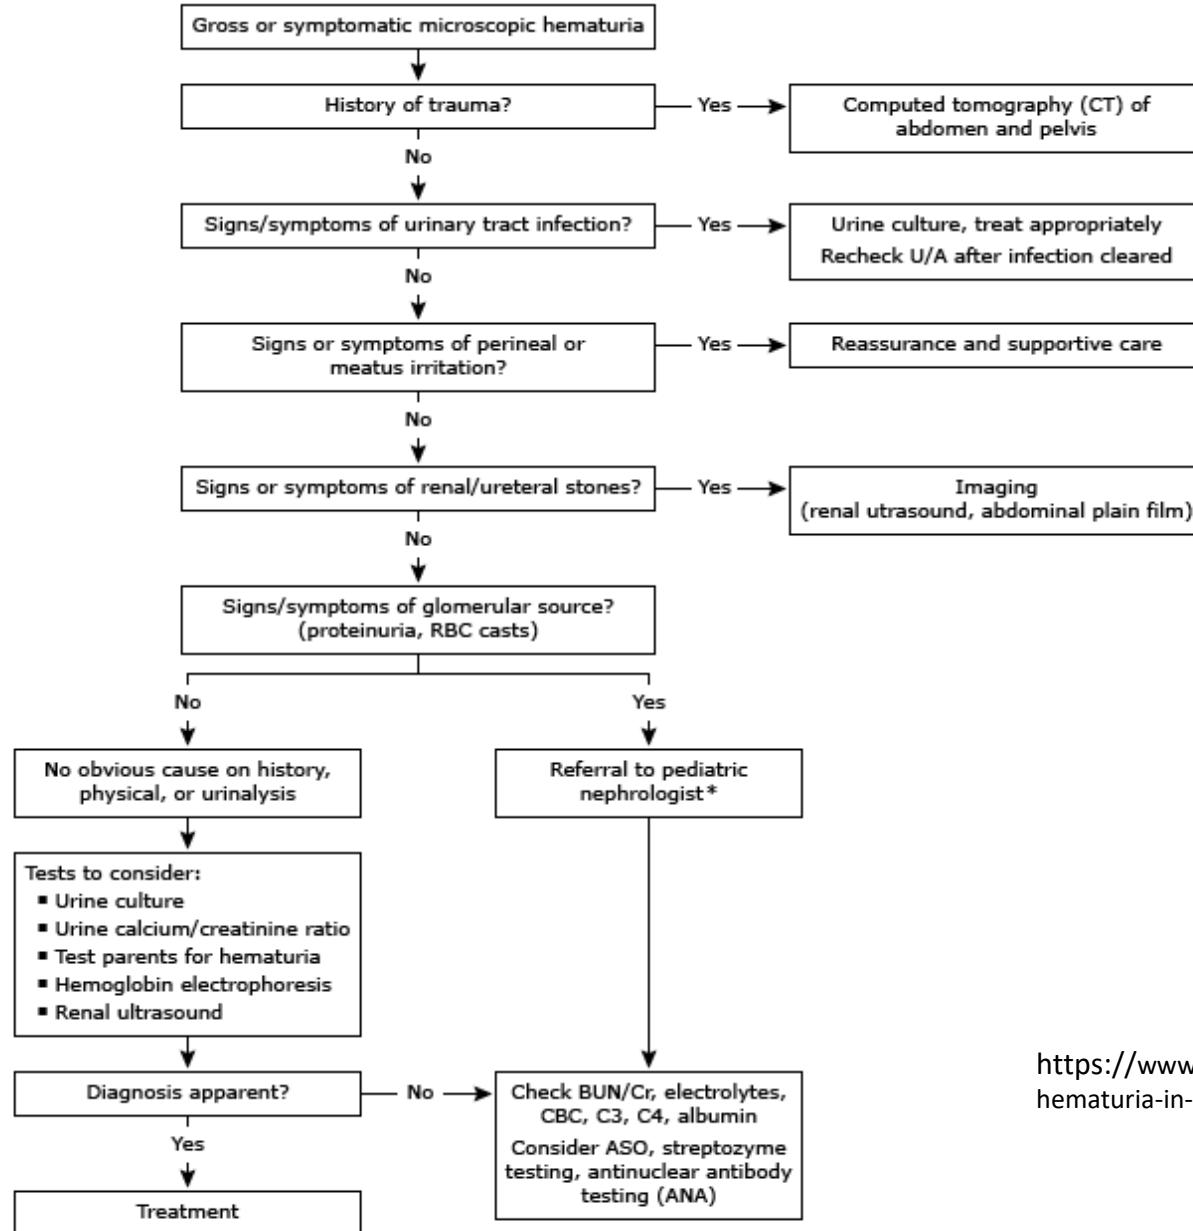 Gross or symptomatic microscopic hematuria
History of trauma?
Yes
Computed tomography (CT) of
abdomen and pelvis
No
Signs/symptoms of urinary tract infection?
Yes
Urine culture, treat appropriately
Recheck U/A after infection cleared
No
Signs or symptoms of perineal or
meatus irritation?
Yes
Reassurance and supportive care
No
Signs or symptoms of renal/ureteral stones?
Yes
Imaging
(renal utrasound, abdominal plain film)
No
Signs/symptoms of glomerular source?
(proteinuria, RBC casts)
No
Yes
No obvious cause on history,
physical, or urinalysis
Referral to pediatric
nephrologist*
Tests to consider:
▪ Urine culture
▪ Urine calcium/creatinine ratio
▪ Test parents for hematuria
▪ Hemoglobin electrophoresis
▪ Renal ultrasound
Diagnosis apparent?
No
Check BUN/Cr, electrolytes,
CBC, C3, C4, albumin
Consider ASO, streptozyme
testing, antinuclear antibody
testing (ANA)
Yes
Treatment
https://www
hematuria-in-